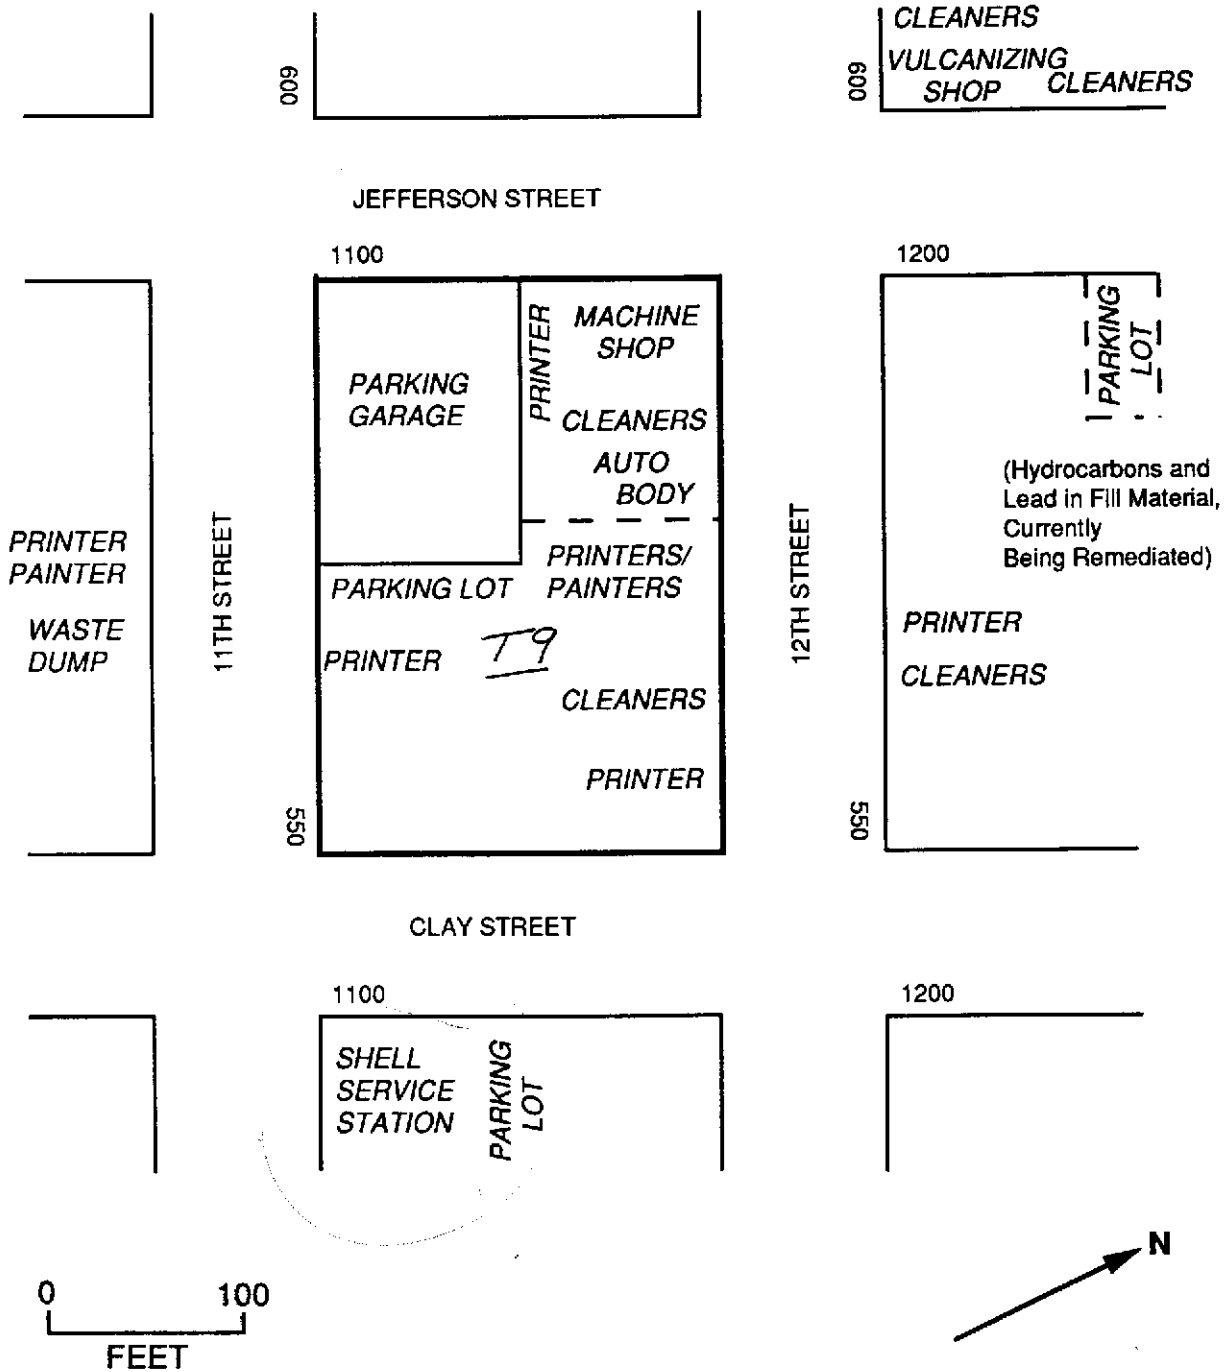 CLEANERS
VULCANIZING
SHOP
CLEANERS
600
600
JEFFERSON STREET
1100
1200
PRINTER
MACHINE
SHOP
PARKING
LOT
PARKING
GARAGE
CLEANERS
AUTO
BODY
(Hydrocarbons and
Lead in Fill Material,
Currently
Being Remediated)
PRINTER
PAINTER
WASTE
DUMP
11TH STREET
PARKING LOT
PRINTERS/
PAINTERS
12TH STREET
PRINTER
T9
CLEANERS
PRINTER
PRINTER
CLEANERS
550
550
CLAY STREET
1100
1200
SHELL
SERVICE
STATION
PARKING
LOT
N
0 100
FEET